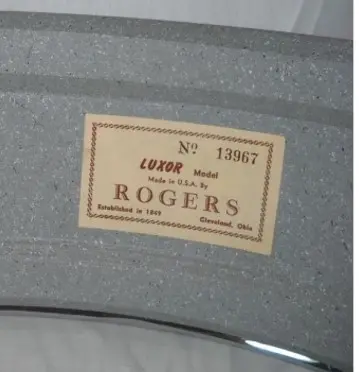 Nº 13967
LUXOR Model
Made in U.S.A. By
ROGERS
Established in 1849 Cleveland, Ohio